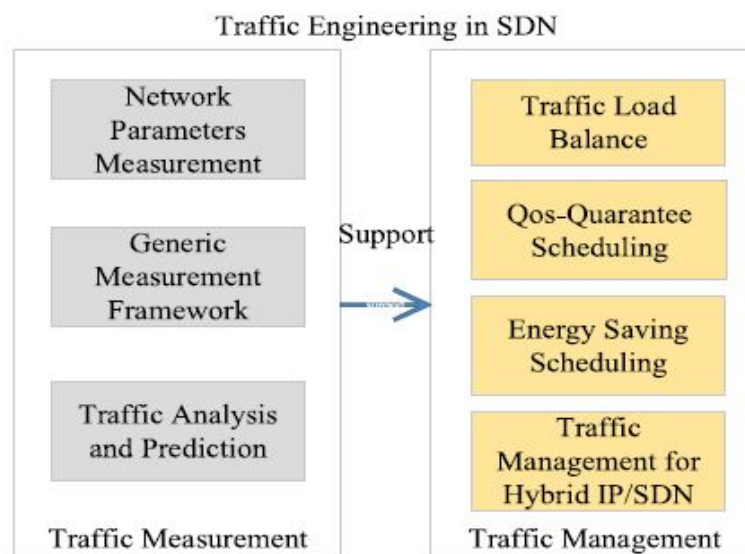 Traffic Engineering in SDN
Network
Parameters
Measurement
Generic
Measurement
Framework
Traffic Analysis
and Prediction
Traffic Measurement
Support
Traffic Load
Balance
Qos-Quarantee
Scheduling
Energy Saving
Scheduling
Traffic
Management for
Hybrid IP/SDN
Traffic Management